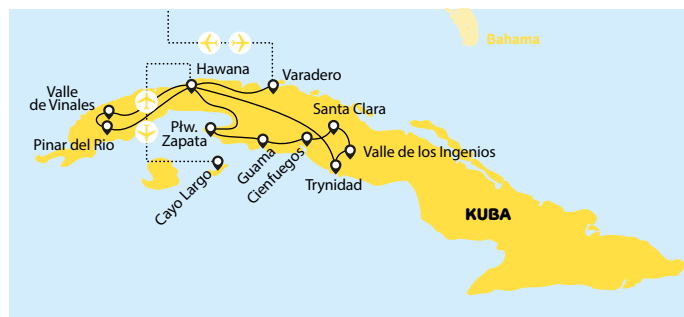 Bahama
Hawana
Varadero
Valle
de Vinales
Pinar del Rio
Płw.
Zapata
Santa Clara
Guama
Cienfuegos
Valle de los Ingenios
Cayo Largo
Trynidad
KUBA